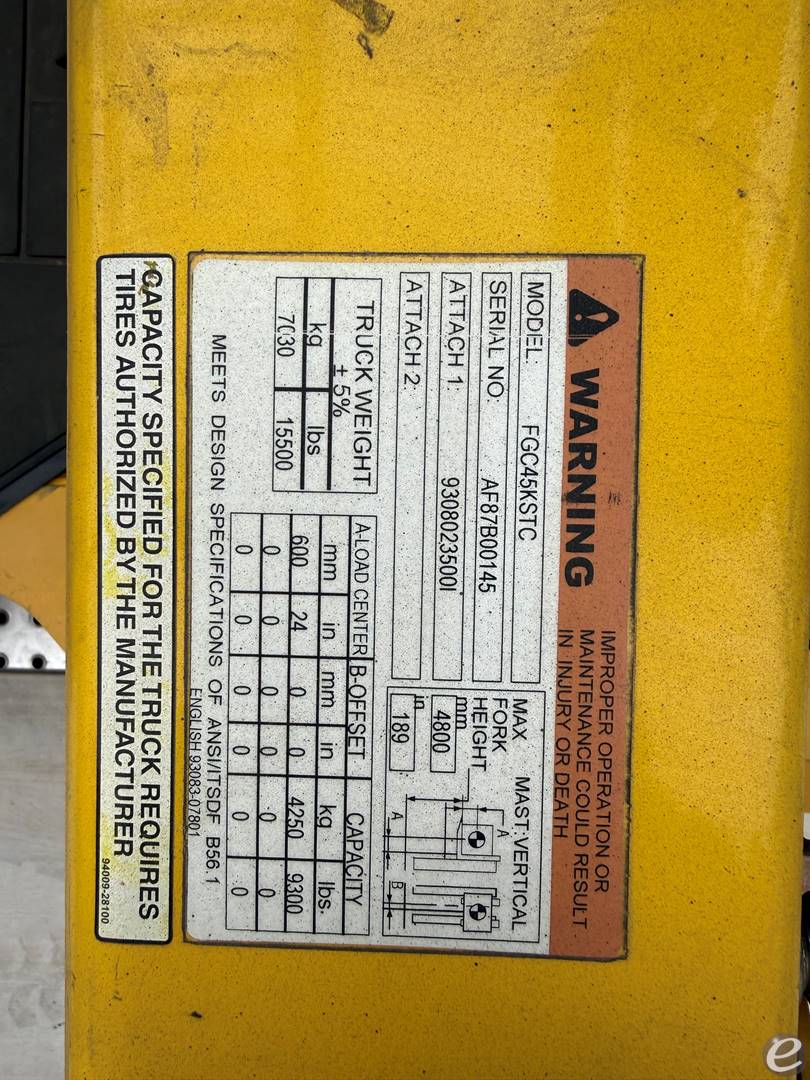 WARNING
IMPROPER OPERATION OR
MAINTENANCE COULD RESULT
IN INJURY OR DEATH
MODEL: FGC45KSTC
SERIAL NO: AF87B00145
ATTACH 1: 9308023500I
ATTACH 2:
MAX MAST:VERTICAL
FORK
HEIGHT
mm 4800
in 189
A
A
B
TRUCK WEIGHT
± 5%
kg lbs
7030 15500
A-LOAD CENTER B-OFFSET CAPACITY
mm in mm in kg lbs.
600 24 0 0 4250 9300
0 0 0 0 0 0
0 0 0 0 0 0
MEETS DESIGN SPECIFICATIONS OF ANSI/ITSDF B56.1
ENGLISH 93083-07801
CAPACITY SPECIFIED FOR THE TRUCK REQUIRES
TIRES AUTHORIZED BY THE MANUFACTURER
94009-28100
e